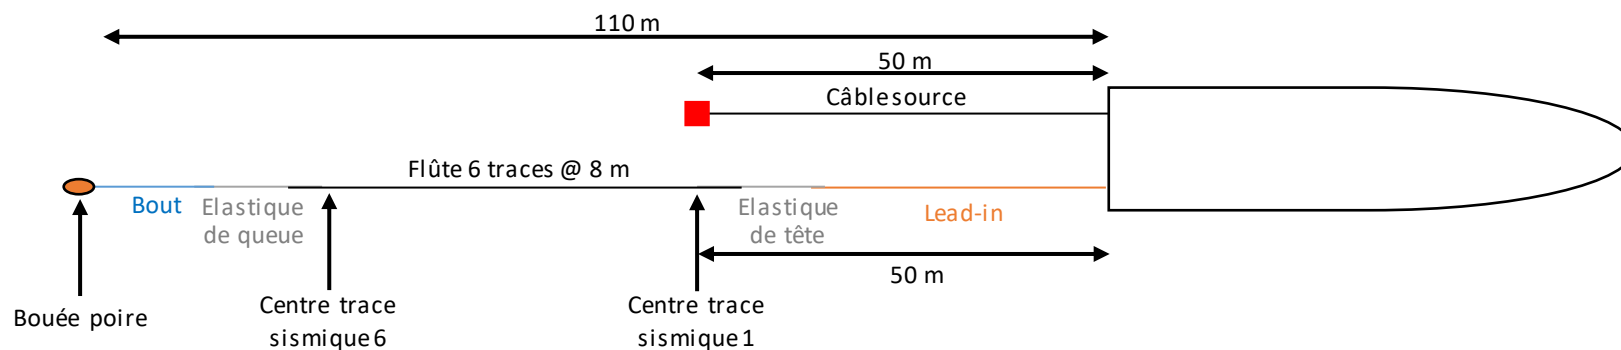 110 m
50 m
Câble source
Flûte 6 traces @ 8 m
Bout
Elastique
de queue
Elastique
de tête
Lead-in
50 m
Bouée poire
Centre trace
sismique 6
Centre trace
sismique 1